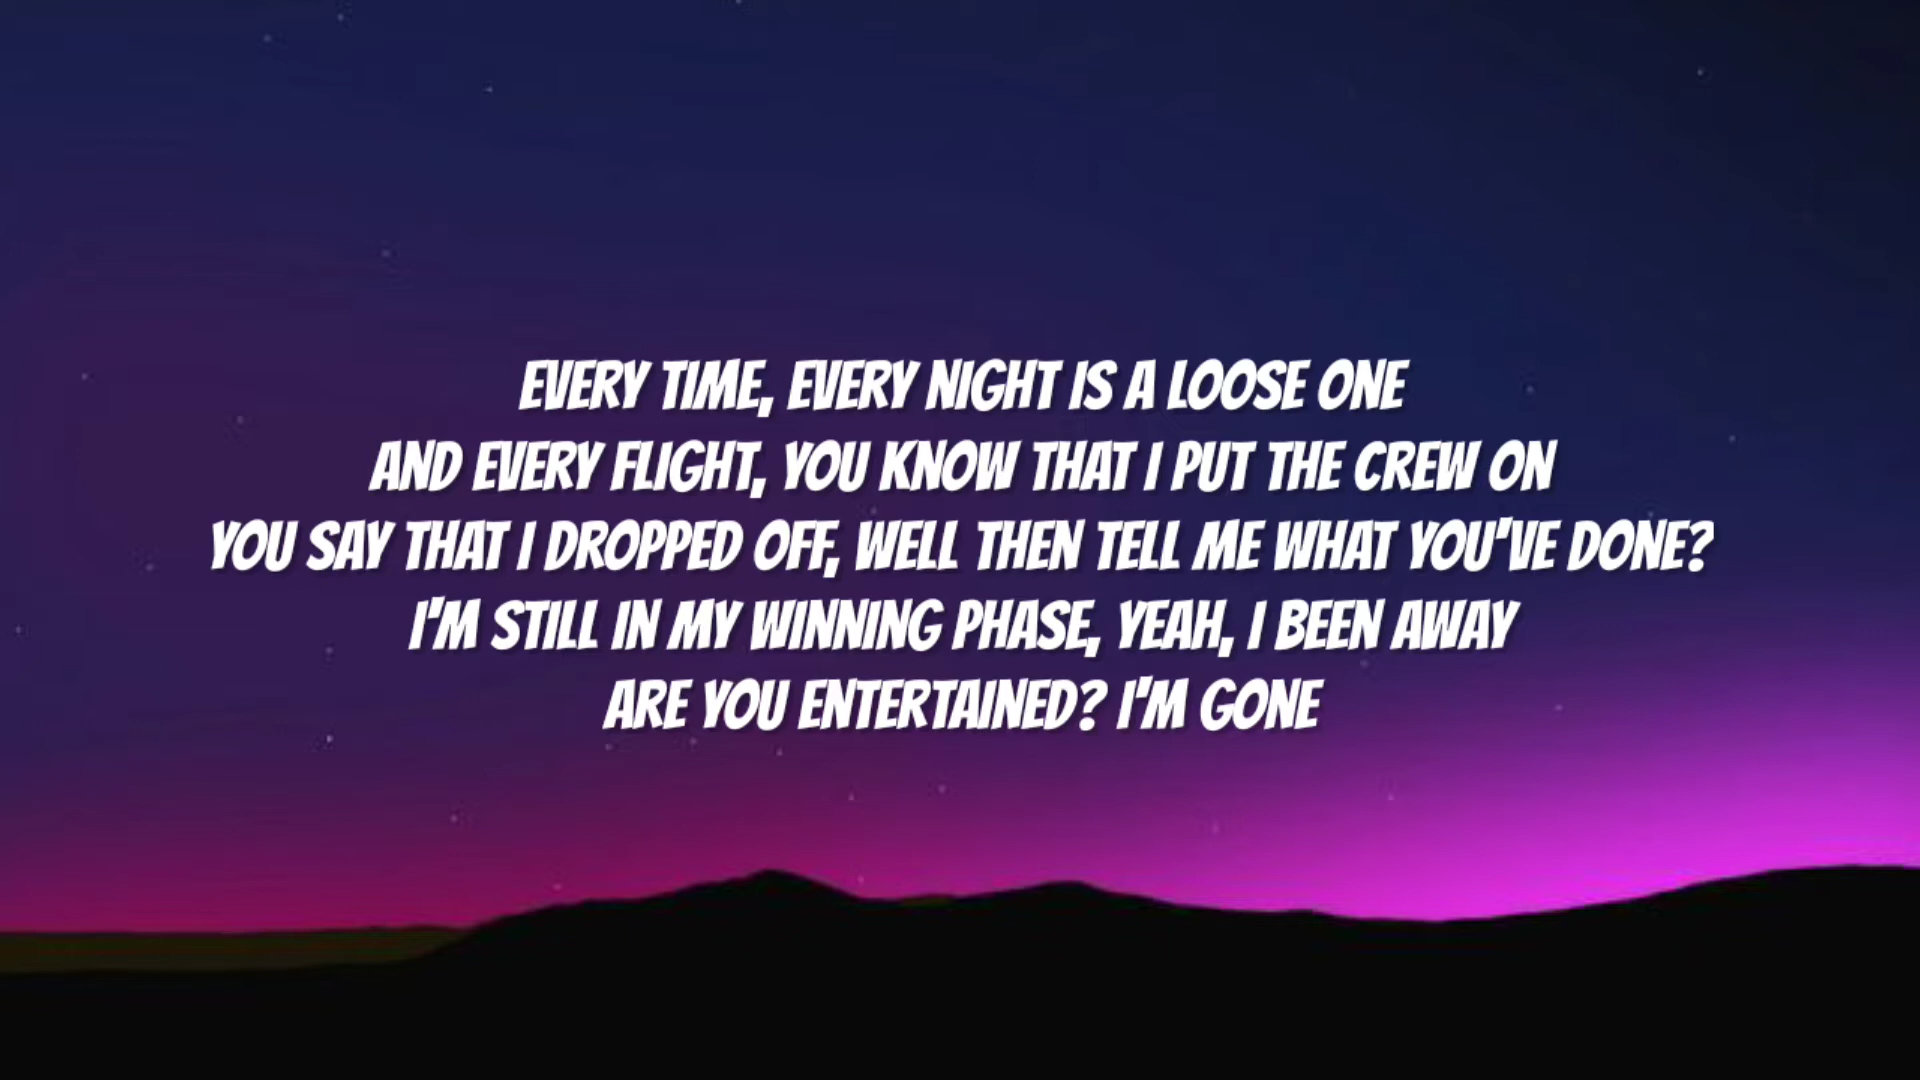 EVERY TIME, EVERY NIGHT IS A LOOSE ONE
AND EVERY FLIGHT, YOU KNOW THAT I PUT THE CREW ON
YOU SAY THAT I DROPPED OFF, WELL THEN TELL ME WHAT YOU'VE DONE?
I'M STILL IN MY WINNING PHASE, YEAH, I BEEN AWAY
ARE YOU ENTERTAINED? I'M GONE